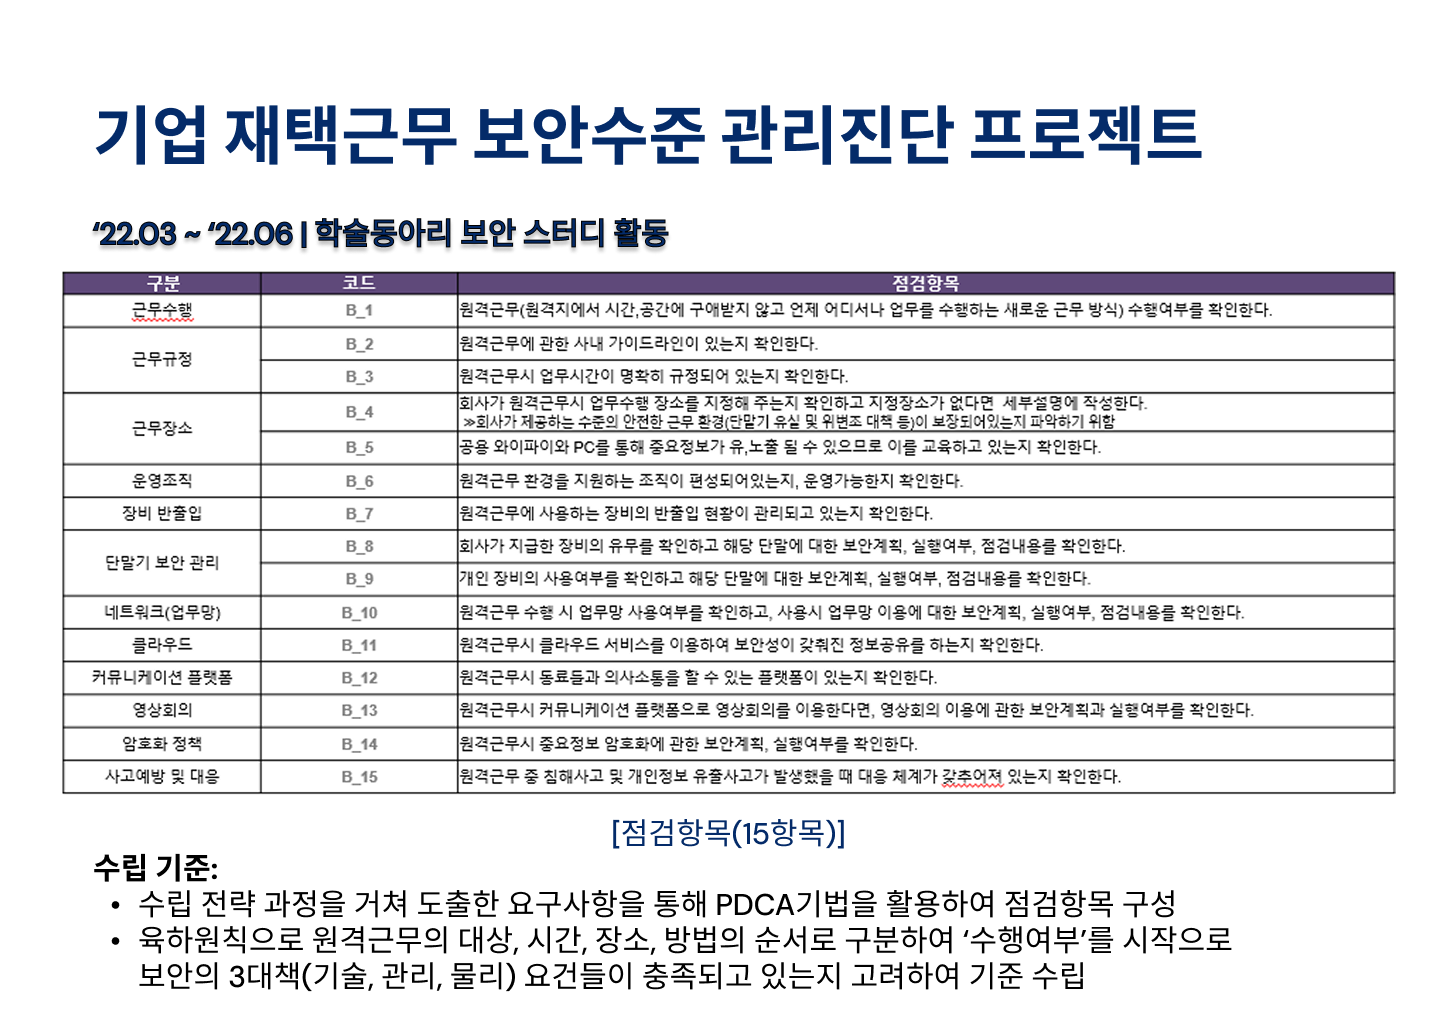 기업 재택근무 보안수준 관리진단 프로젝트
‘22.03 ~ ‘22.06 | 학술동아리 보안 스터디 활동
구분 코드 점검항목
근무수행 B_1 원격근무(원격지에서 시간,공간에 구애받지 않고 언제 어디서나 업무를 수행하는 새로운 근무 방식) 수행여부를 확인한다.
근무규정 B_2 원격근무에 관한 사내 가이드라인이 있는지 확인한다.
B_3 원격근무시 업무시간이 명확히 규정되어 있는지 확인한다.
근무장소 B_4 회사가 원격근무시 업무수행 장소를 지정해 주는지 확인하고 지정장소가 없다면 세부설명에 작성한다.
≫회사가 제공하는 수준의 안전한 근무 환경(단말기 유실 및 위변조 대책 등)이 보장되어있는지 파악하기 위함
B_5 공용 와이파이와 PC를 통해 중요정보가 유,노출 될 수 있으므로 이를 교육하고 있는지 확인한다.
운영조직 B_6 원격근무 환경을 지원하는 조직이 편성되어있는지, 운영가능한지 확인한다.
장비 반출입 B_7 원격근무에 사용하는 장비의 반출입 현황이 관리되고 있는지 확인한다.
단말기 보안 관리 B_8 회사가 지급한 장비의 유무를 확인하고 해당 단말에 대한 보안계획, 실행여부, 점검내용를 확인한다.
B_9 개인 장비의 사용여부를 확인하고 해당 단말에 대한 보안계획, 실행여부, 점검내용를 확인한다.
네트워크(업무망) B_10 원격근무 수행 시 업무망 사용여부를 확인하고, 사용시 업무망 이용에 대한 보안계획, 실행여부, 점검내용를 확인한다.
클라우드 B_11 원격근무시 클라우드 서비스를 이용하여 보안성이 갖춰진 정보공유를 하는지 확인한다.
커뮤니케이션 플랫폼 B_12 원격근무시 동료들과 의사소통을 할 수 있는 플랫폼이 있는지 확인한다.
영상회의 B_13 원격근무시 커뮤니케이션 플랫폼으로 영상회의를 이용한다면, 영상회의 이용에 관한 보안계획과 실행여부를 확인한다.
암호화 정책 B_14 원격근무시 중요정보 암호화에 관한 보안계획, 실행여부를 확인한다.
사고예방 및 대응 B_15 원격근무 중 침해사고 및 개인정보 유출사고가 발생했을 때 대응 체계가 갖추어져 있는지 확인한다.
[점검항목(15항목)]
수립 기준:
• 수립 전략 과정을 거쳐 도출한 요구사항을 통해 PDCA기법을 활용하여 점검항목 구성
• 육하원칙으로 원격근무의 대상, 시간, 장소, 방법의 순서로 구분하여 ‘수행여부’를 시작으로
보안의 3대책(기술, 관리, 물리) 요건들이 충족되고 있는지 고려하여 기준 수립